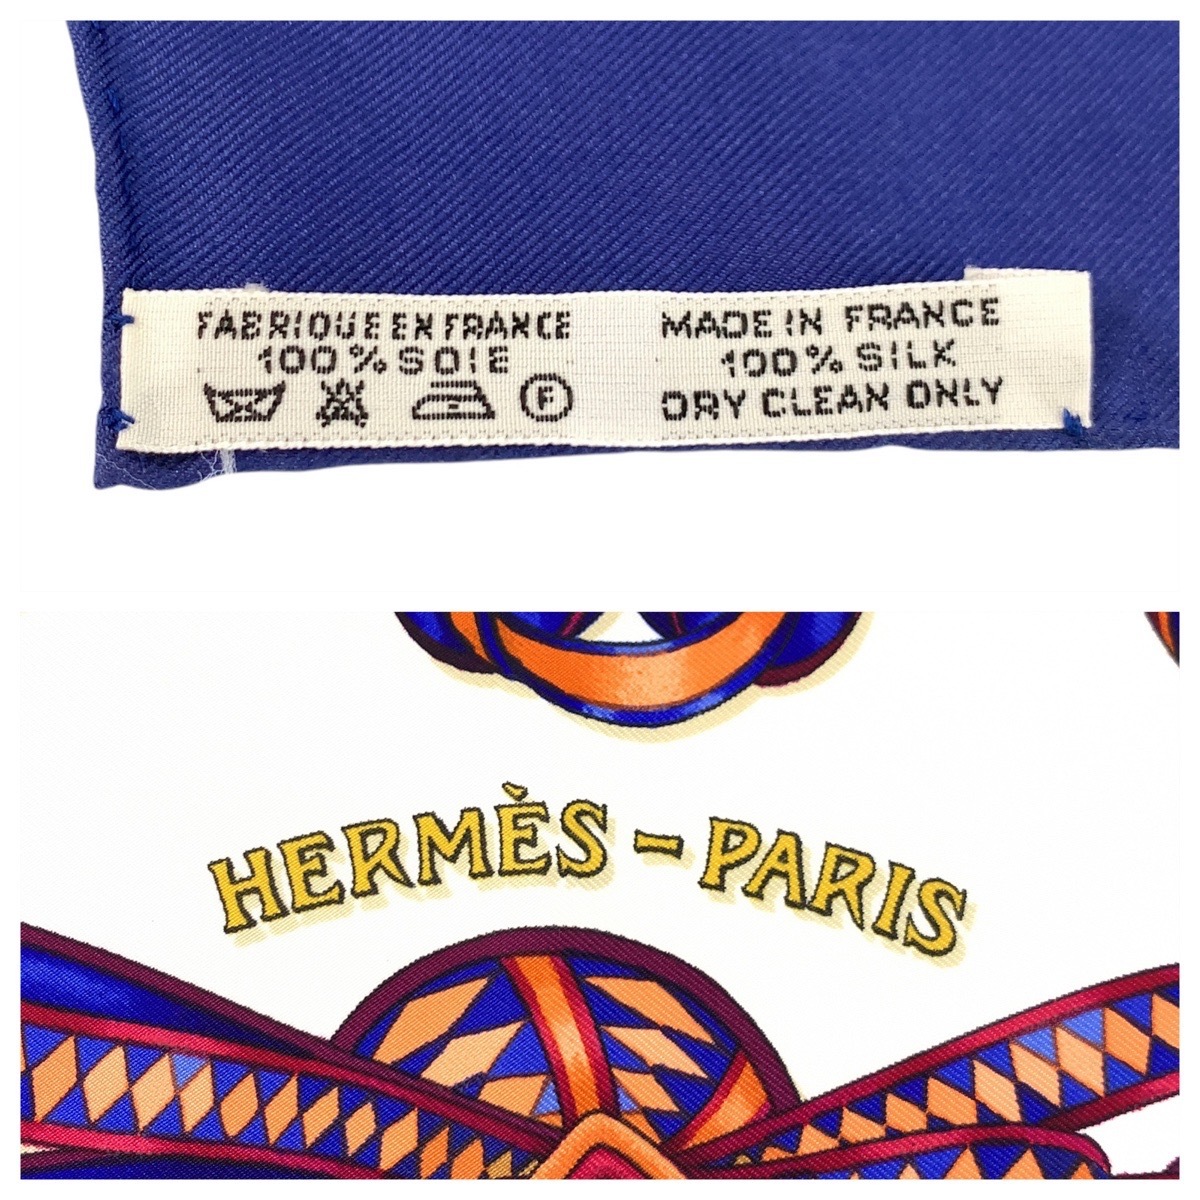 FABRIQUE EN FRANCE
100% SOIE
F
MADE IN FRANCE
100% SILK
DRY CLEAN ONLY
HERMÈS - PARIS